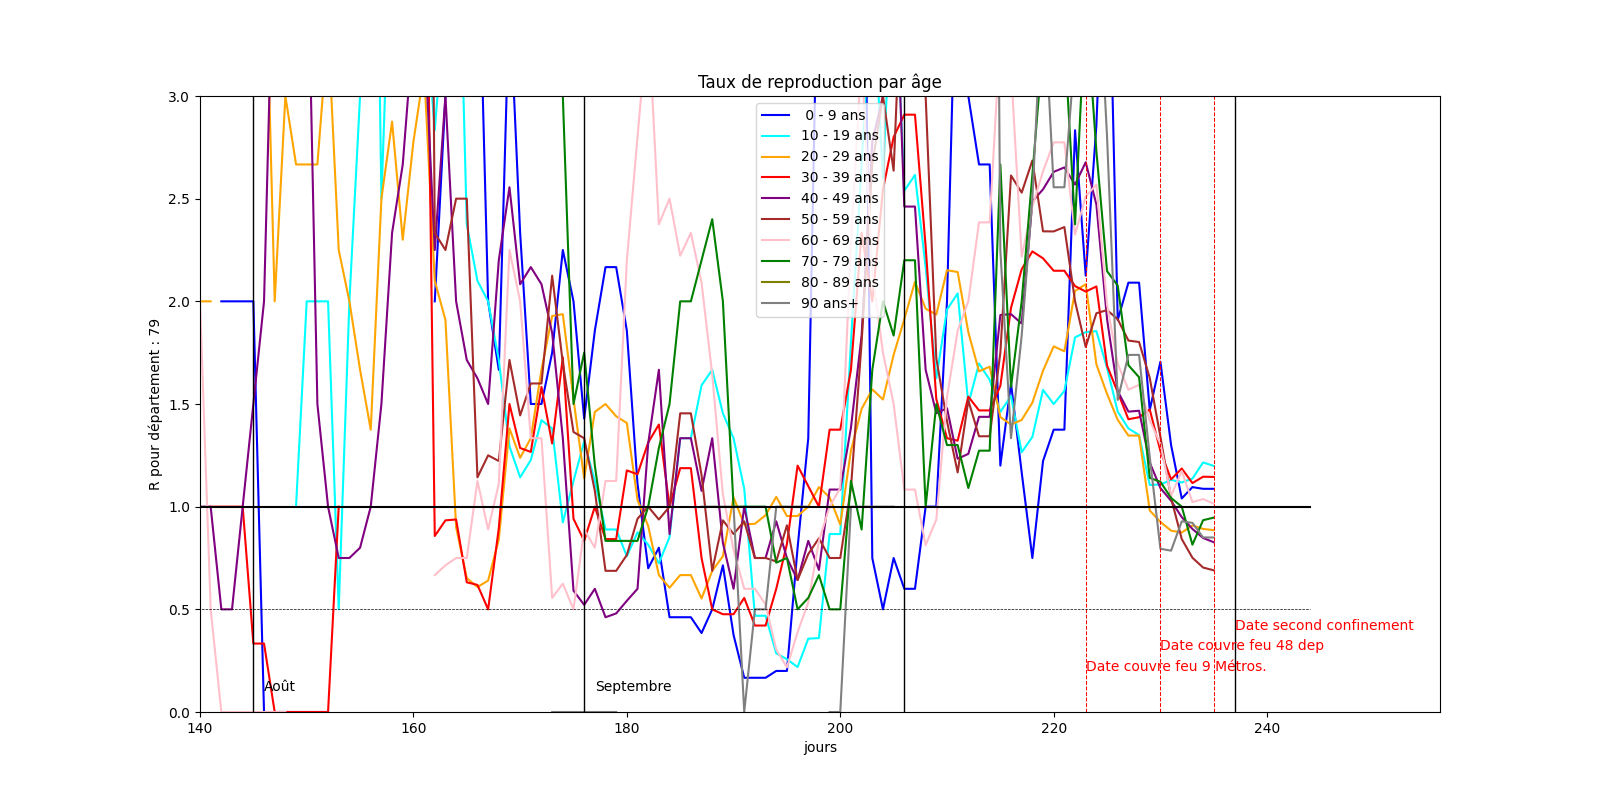 Taux de reproduction par âge
3.0
2.5
2.0
1.5
1.0
0.5
0.0
R pour département : 79
0 - 9 ans
10 - 19 ans
20 - 29 ans
30 - 39 ans
40 - 49 ans
50 - 59 ans
60 - 69 ans
70 - 79 ans
80 - 89 ans
90 ans+
Date second confinement
Date couvre feu 48 dep
Date couvre feu 9 Métros.
Août
Septembre
140
160
180
200
220
240
jours